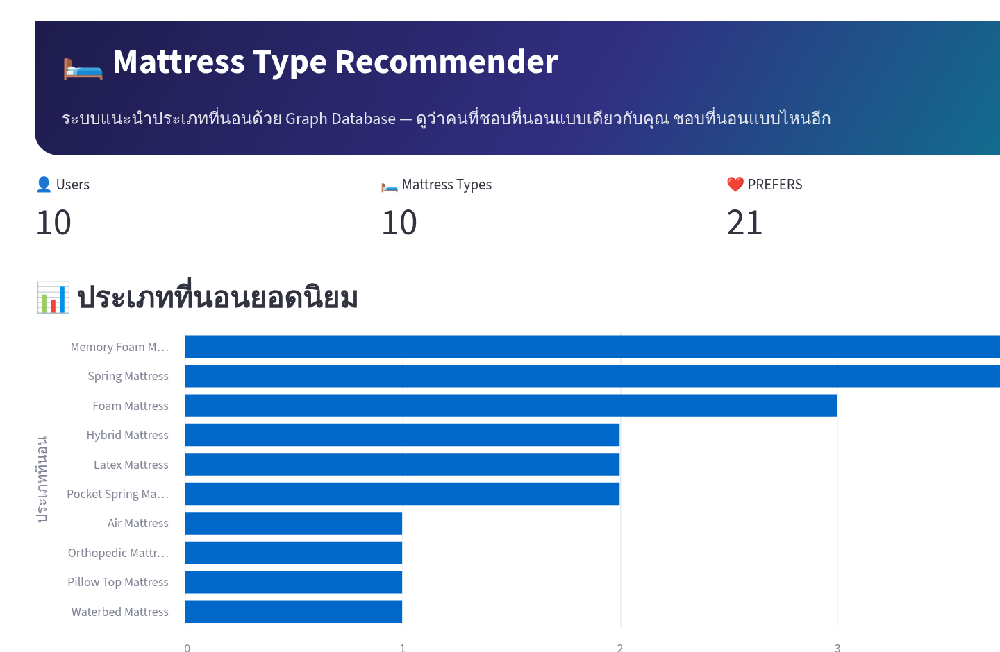 Mattress Type Recommender
ระบบแนะนำประเภทที่นอนด้วย Graph Database — ดูว่าคนที่ชอบที่นอนแบบเดียวกับคุณ ชอบที่นอนแบบไหนอีก
Users
10
Mattress Types
10
PREFERS
21
ประเภทที่นอนยอดนิยม
ประเภทที่นอน
Memory Foam M…
Spring Mattress
Foam Mattress
Hybrid Mattress
Latex Mattress
Pocket Spring Ma…
Air Mattress
Orthopedic Mattr…
Pillow Top Mattress
Waterbed Mattress
0 1 2 3